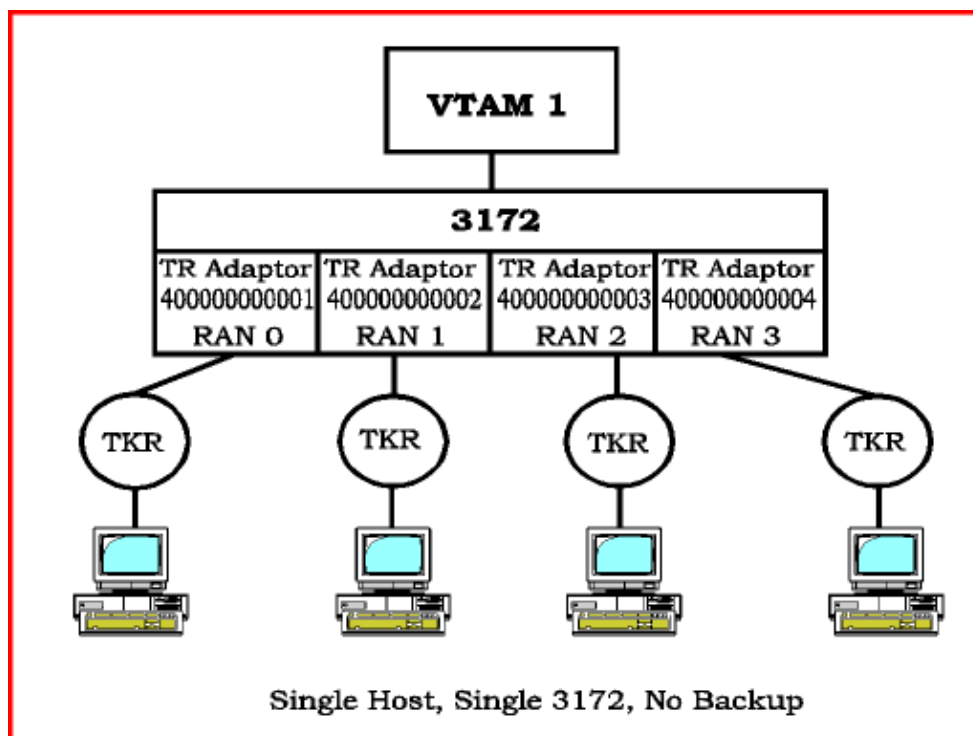 VTAM 1
3172
TR Adaptor TR Adaptor TR Adaptor TR Adaptor
400000000001 400000000002 400000000003 400000000004
RAN 0 RAN 1 RAN 2 RAN 3
TKR TKR TKR TKR
Single Host, Single 3172, No Backup